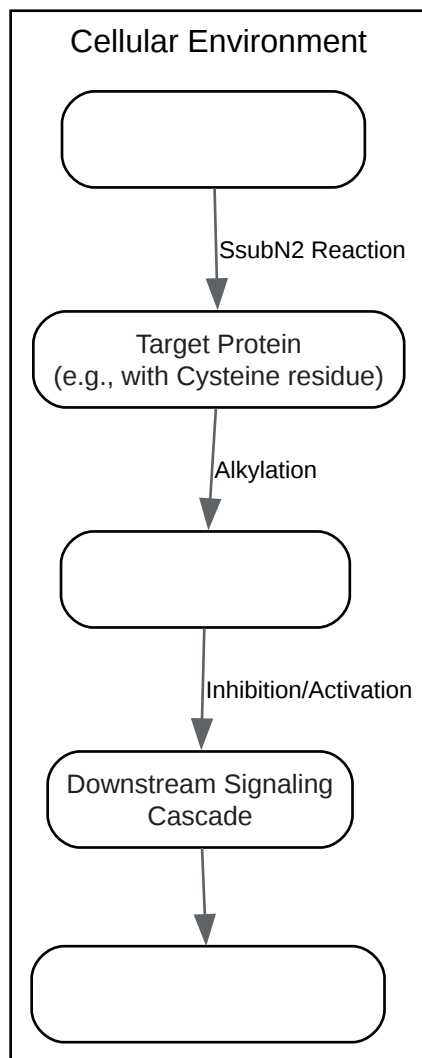 Cellular Environment
SsubN2 Reaction
Target Protein
(e.g., with Cysteine residue)
Alkylation
Inhibition/Activation
Downstream Signaling
Cascade